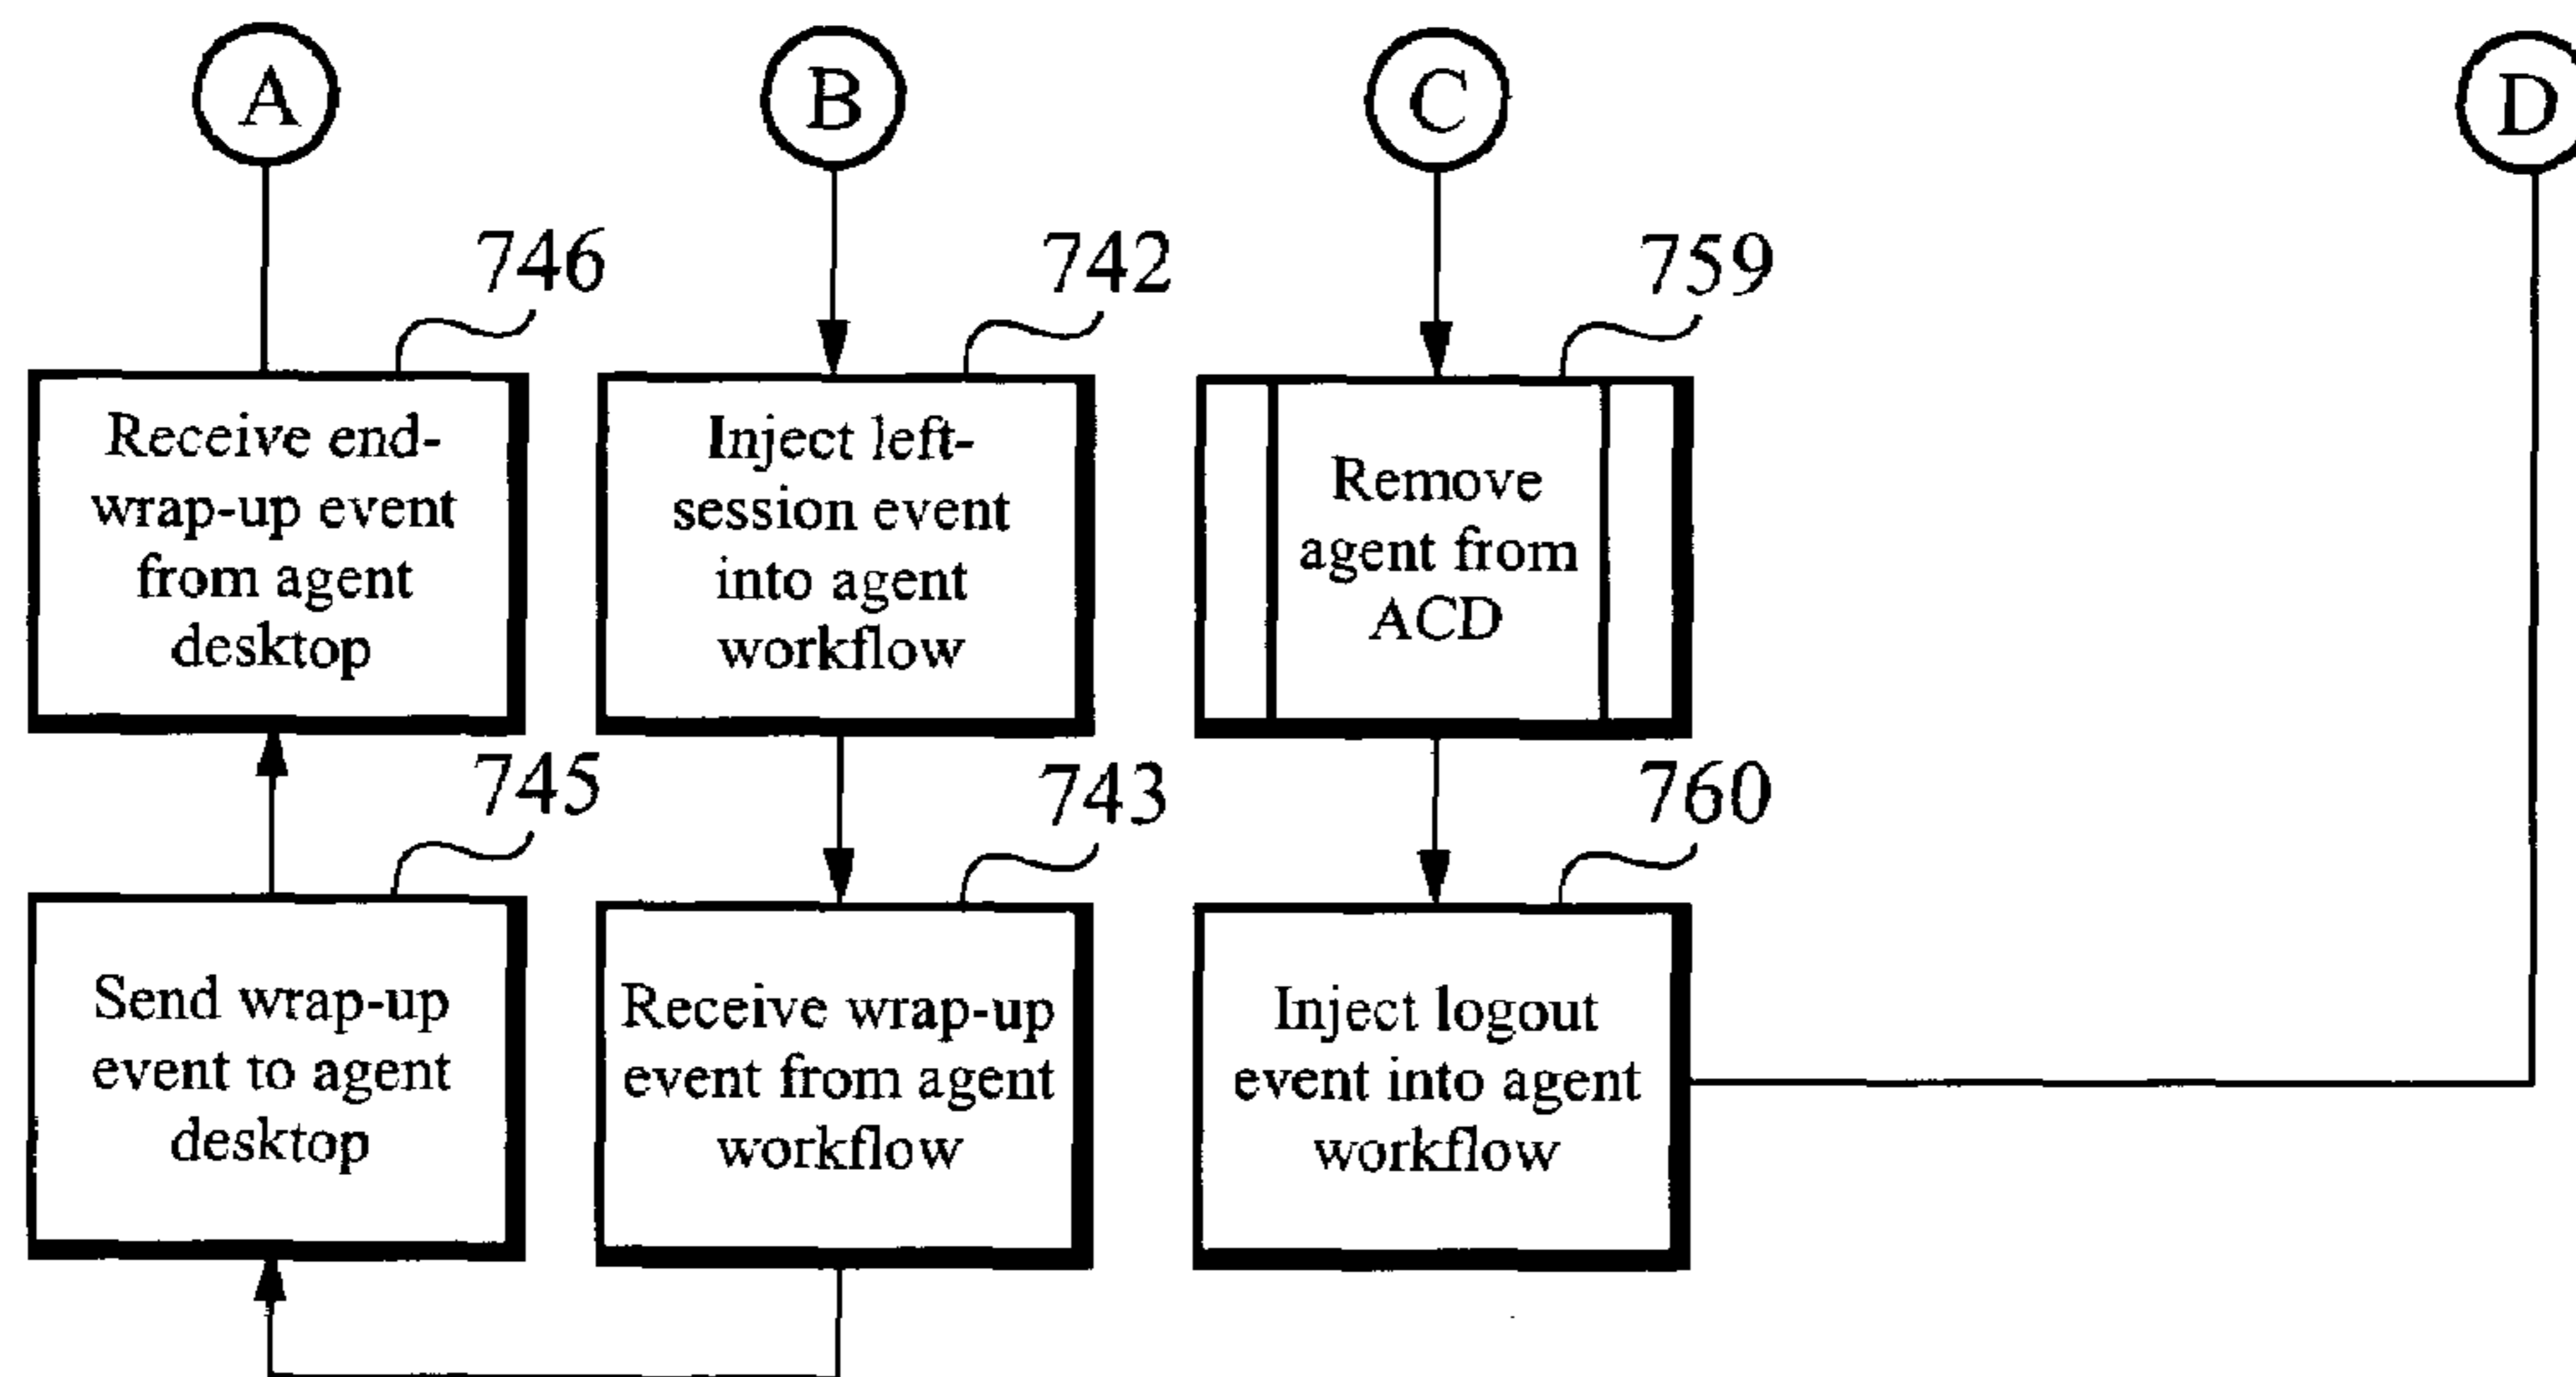 A
B
C
D
746
Receive end-
wrap-up event
from agent
desktop
742
Inject left-
session event
into agent
workflow
759
Remove
agent from
ACD
745
Send wrap-up
event to agent
desktop
743
Receive wrap-up
event from agent
workflow
760
Inject logout
event into agent
workflow